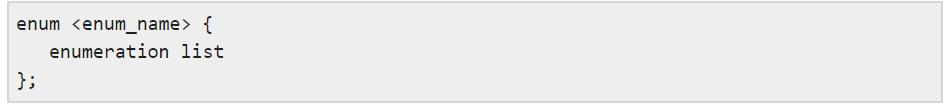 enum <enum_name> {
   enumeration list
};